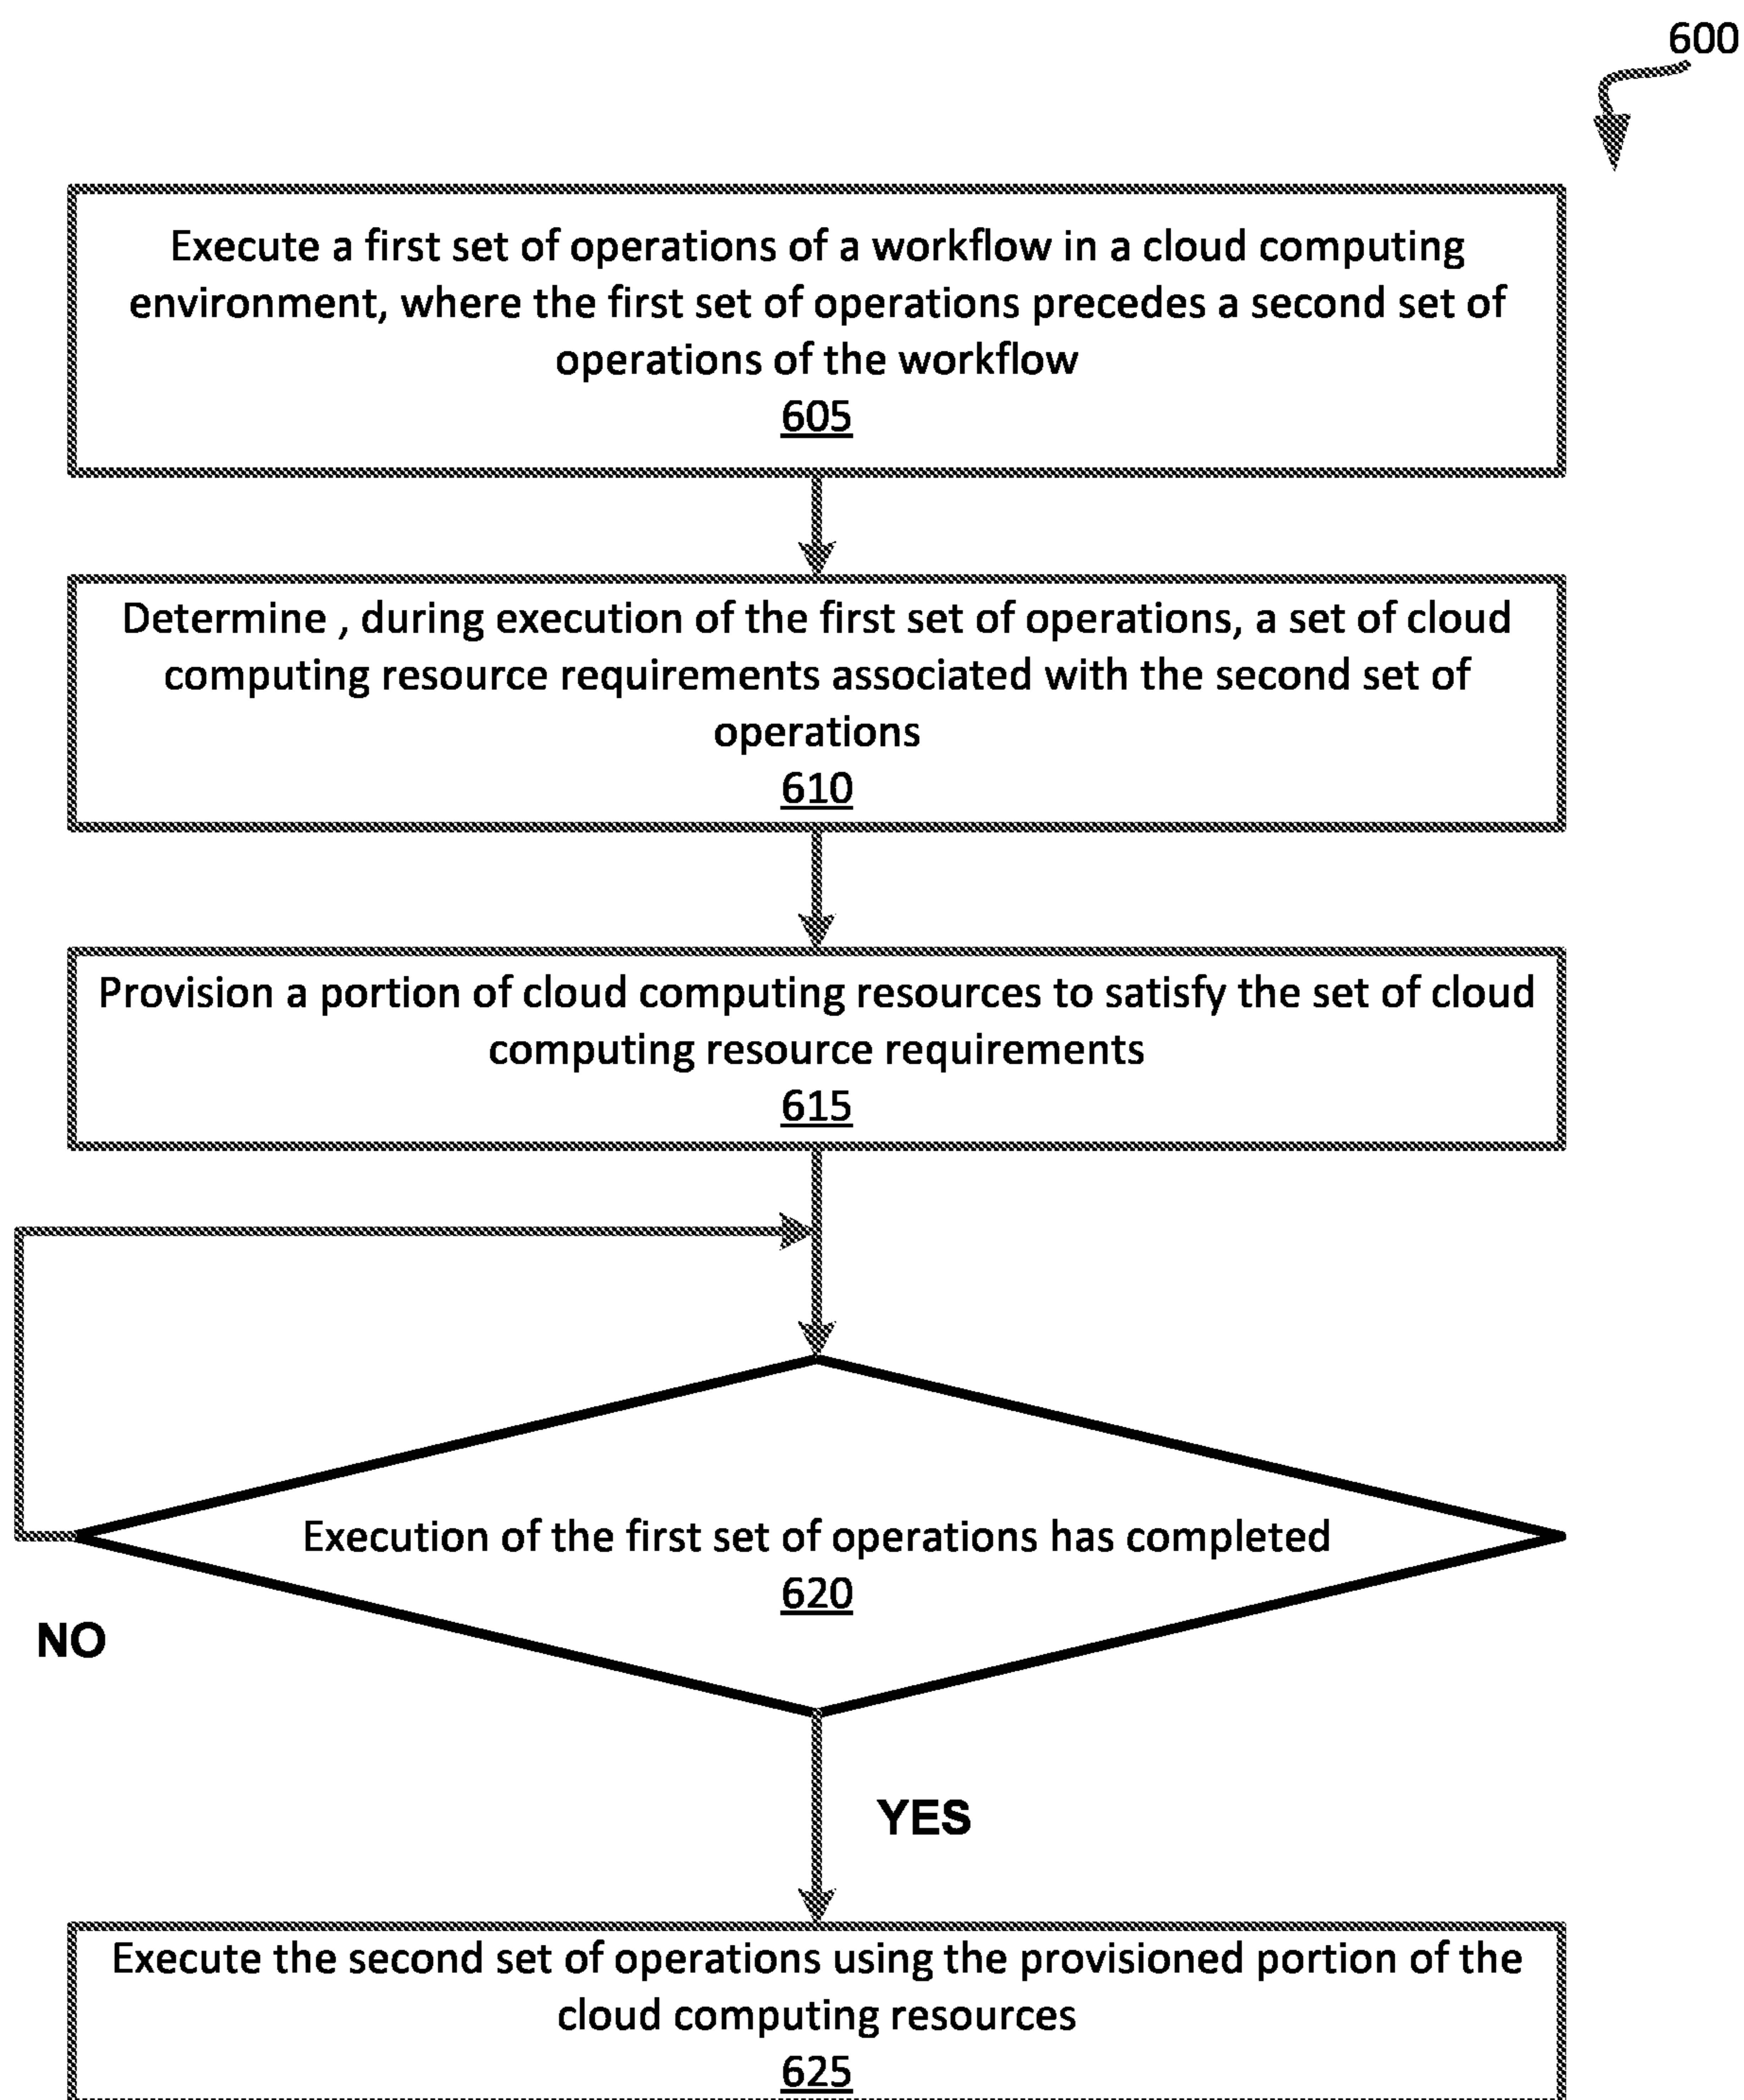 600
Execute a first set of operations of a workflow in a cloud computing
environment, where the first set of operations precedes a second set of
operations of the workflow
605
Determine , during execution of the first set of operations, a set of cloud
computing resource requirements associated with the second set of
operations
610
Provision a portion of cloud computing resources to satisfy the set of cloud
computing resource requirements
615
Execution of the first set of operations has completed
620
NO
YES
Execute the second set of operations using the provisioned portion of the
cloud computing resources
625